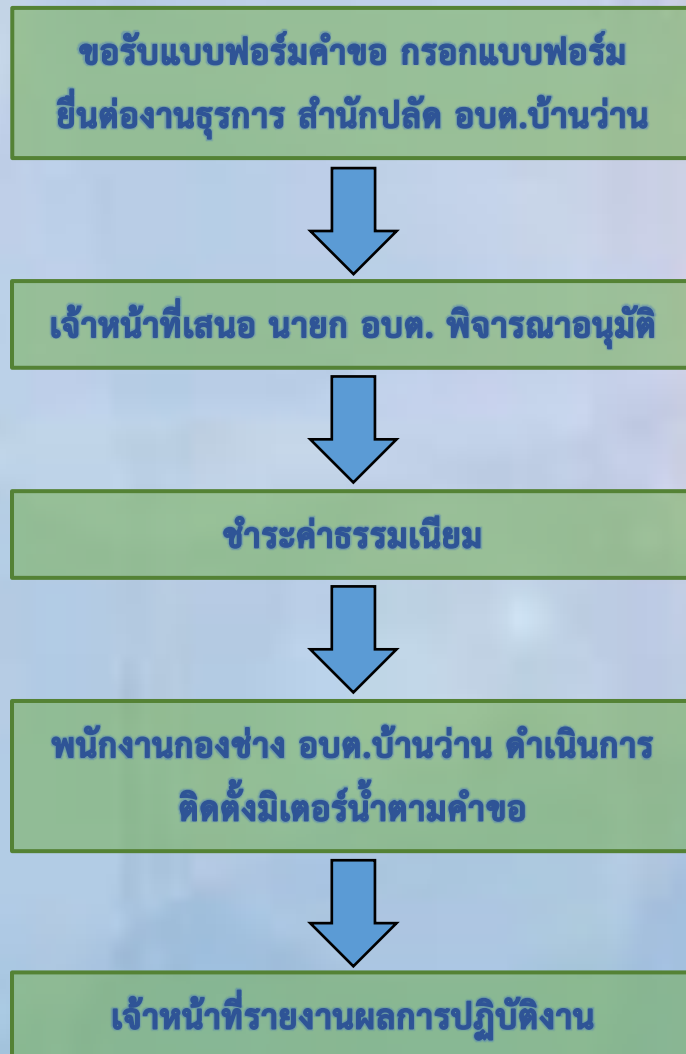 ขอรับแบบฟอร์มคำขอ กรอกแบบฟอร์ม
ยื่นต่องานธุรการ สำนักปลัด อบต.บ้านว่าน
เจ้าหน้าที่เสนอ นายก อบต. พิจารณาอนุมัติ
ชำระค่าธรรมเนียม
พนักงานกองช่าง อบต.บ้านว่าน ดำเนินการ
ติดตั้งมิเตอร์น้ำตามคำขอ
เจ้าหน้าที่รายงานผลการปฏิบัติงาน